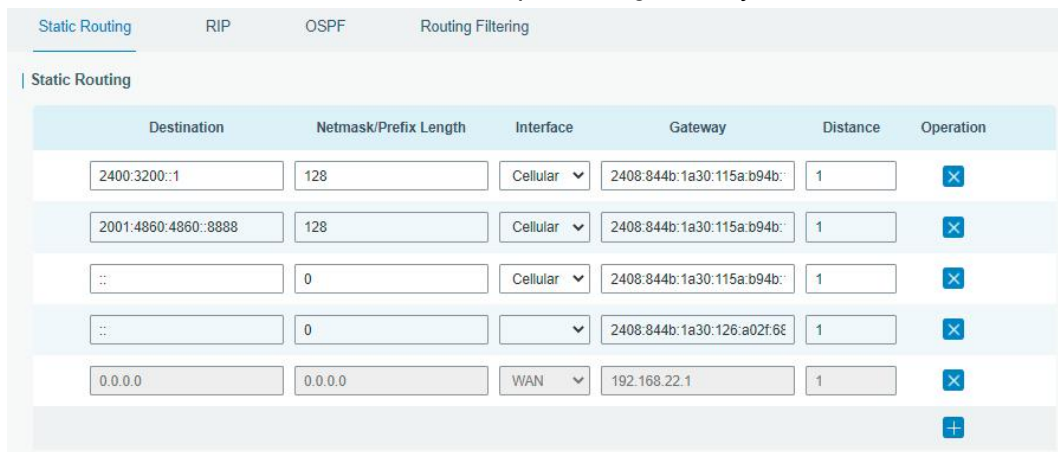 Static Routing RIP OSPF Routing Filtering
Static Routing
Destination Netmask/Prefix Length Interface Gateway Distance Operation
2400:3200::1 128 Cellular 2408:844b:1a30:115a:b94b: 1
2001:4860:4860::8888 128 Cellular 2408:844b:1a30:115a:b94b: 1
:: 0 Cellular 2408:844b:1a30:115a:b94b: 1
:: 0 2408:844b:1a30:126:a02f:68 1
0.0.0.0 0.0.0.0 WAN 192.168.22.1 1